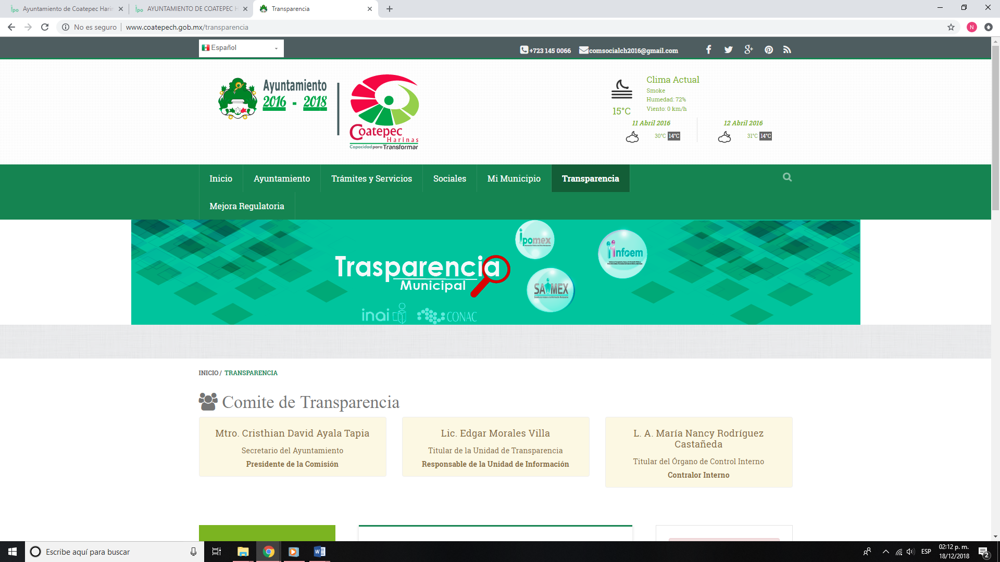 Ayuntamiento de Coatepec Harin
AYUNTAMIENTO DE COATEPEC H
Transparencia
No es seguro
www.coatepech.gob.mx/transparencia
N
Español
+723 145 0066
comsocialch2016@gmail.com
Ayuntamiento
2016 - 2018
Coatepec
Harinas
Capacidad para Transformar
Clima Actual
Smoke
Humedad: 72%
Viento: 0 km/h
15°C
11 Abril 2016
30°C 14°C
12 Abril 2016
31°C 14°C
Inicio
Ayuntamiento
Trámites y Servicios
Sociales
Mi Municipio
Transparencia
Mejora Regulatoria
Trasparencia
Municipal
ipomex
infoem
SAIMEX
inai
CONAC
INICIO / TRANSPARENCIA
Comite de Transparencia
Mtro. Cristhian David Ayala Tapia
Secretario del Ayuntamiento
Presidente de la Comisión
Lic. Edgar Morales Villa
Titular de la Unidad de Transparencia
Responsable de la Unidad de Información
L. A. María Nancy Rodríguez
Castañeda
Titular del Órgano de Control Interno
Contralor Interno
Escribe aquí para buscar
ESP
02:12 p. m.
18/12/2018
2